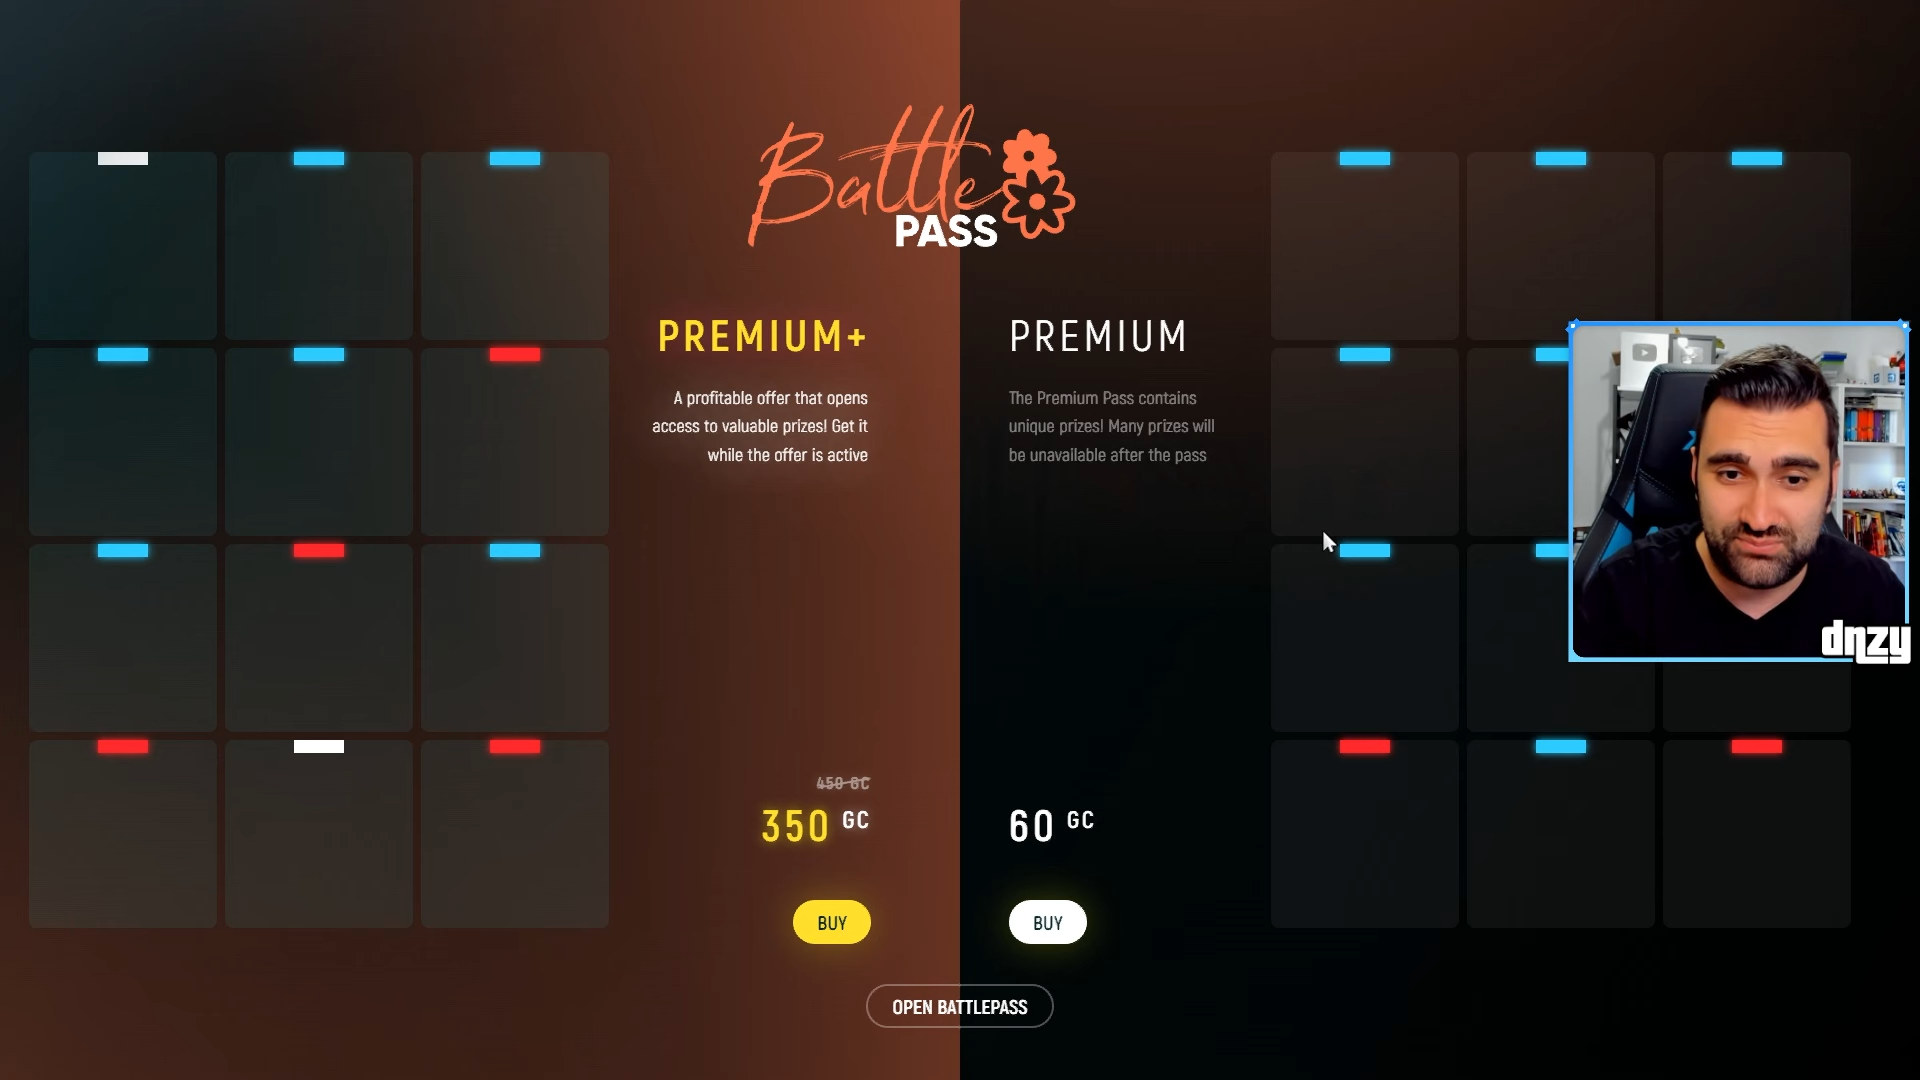 Battle
PASS
PREMIUM+
A profitable offer that opens
access to valuable prizes! Get it
while the offer is active
450 GC
350 GC
BUY
PREMIUM
The Premium Pass contains
unique prizes! Many prizes will
be unavailable after the pass
60 GC
BUY
OPEN BATTLEPASS
dnzy